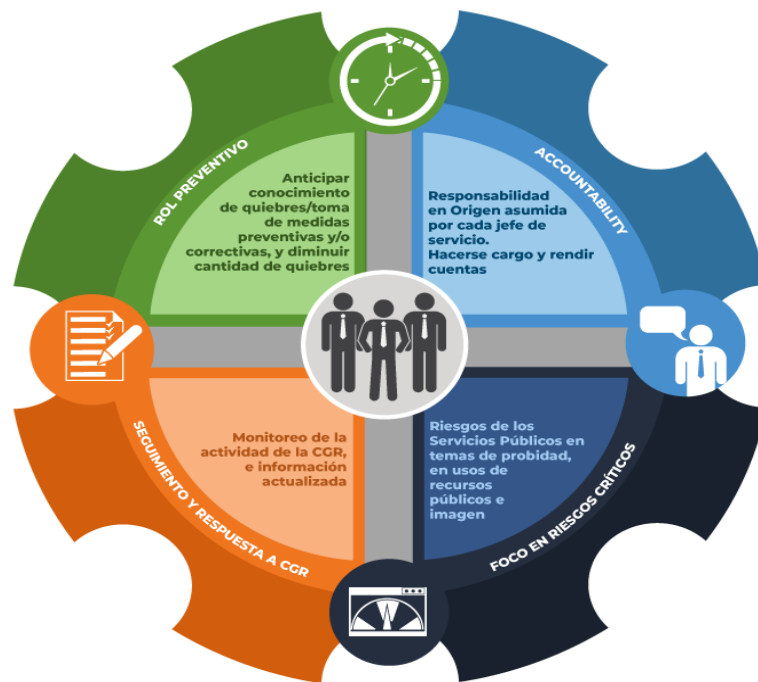 ROL PREVENTIVO
Anticipar
conocimiento
de quiebres/toma
de medidas
preventivas y/o
correctivas, y diminuir
cantidad de quiebres
ACCOUNTABILITY
Responsabilidad
en Origen asumida
por cada jefe de
servicio.
Hacerse cargo y rendir
cuentas
SEGUIMIENTO Y RESPUESTA A CGR
Monitoreo de la
actividad de la CGR,
e información
actualizada
FOCO EN RIESGOS CRÍTICOS
Riesgos de los
Servicios Públicos en
temas de probidad,
en usos de
recursos
públicos e
imagen